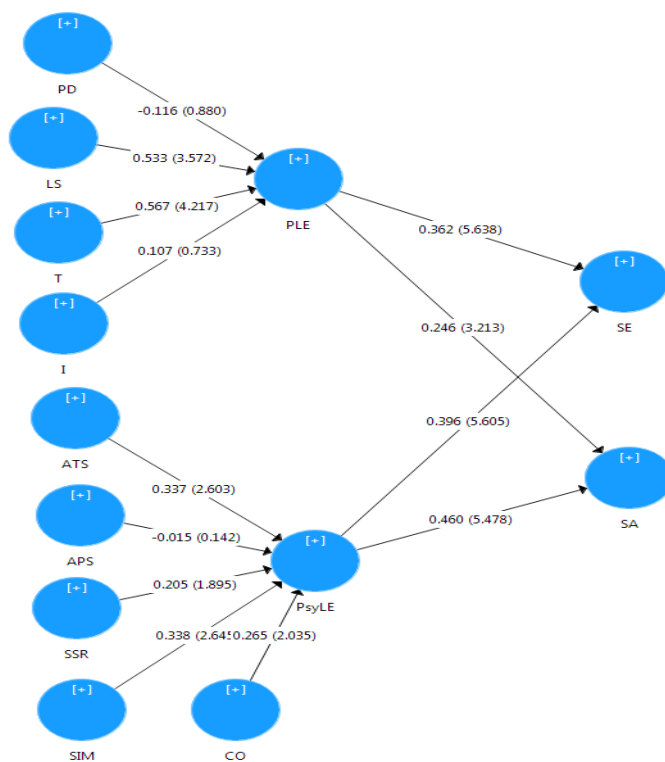 [+]
PD
-0.116 (0.880)
[+]
LS
0.533 (3.572)
[+]
PLE
[+]
T
0.567 (4.217)
0.362 (5.638)
0.107 (0.733)
[+]
I
[+]
SE
0.246 (3.213)
[+]
ATS
0.396 (5.605)
[+]
SA
0.337 (2.603)
[+]
APS
-0.015 (0.142)
0.460 (5.478)
[+]
PsyLE
[+]
SSR
0.205 (1.895)
0.338 (2.645
0.265 (2.035)
[+]
SIM
[+]
CO